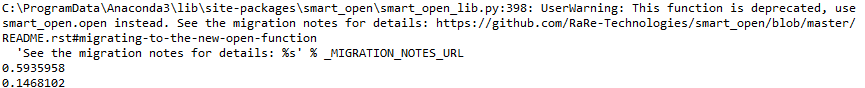 C:\ProgramData\Anaconda3\lib\site-packages\smart_open\smart_open_lib.py:398: UserWarning: This function is deprecated, use
smart_open.open instead. See the migration notes for details: https://github.com/RaRe-Technologies/smart_open/blob/master/
README.rst#migrating-to-the-new-open-function
  'See the migration notes for details: %s' % _MIGRATION_NOTES_URL
0.5935958
0.1468102